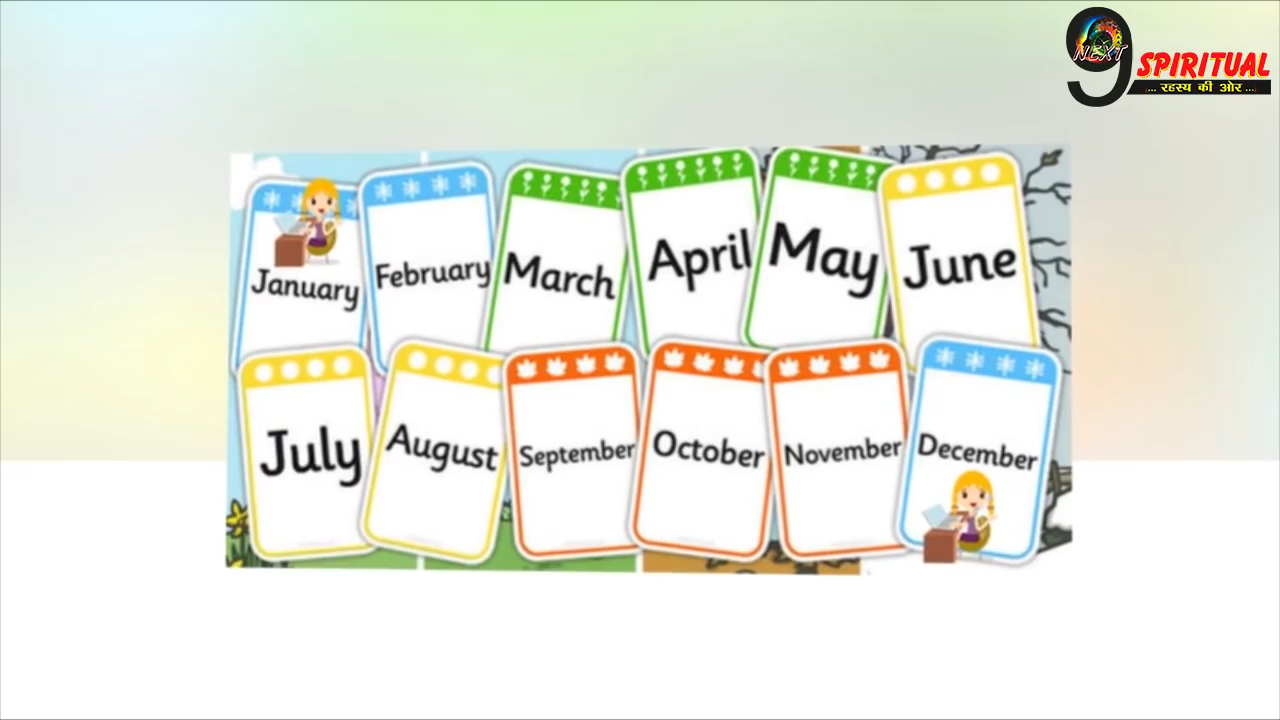 NEXT
9
SPIRITUAL
... रहस्य की ओर ...
January February March April May June
July August September October November December